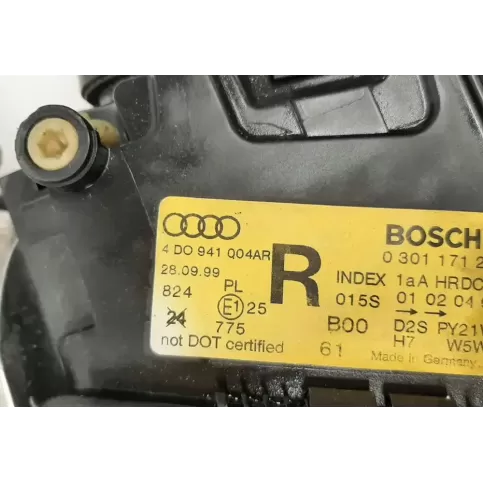 4 DO 941 004AR
28.09.99
824 PL
E1 25
24 775
not DOT certified
R
61
BOSCH
0 301 171 2
INDEX 1aA HRDC
015S 01 02 04
B00 D2S PY21W
H7 W5W
Made in Germany